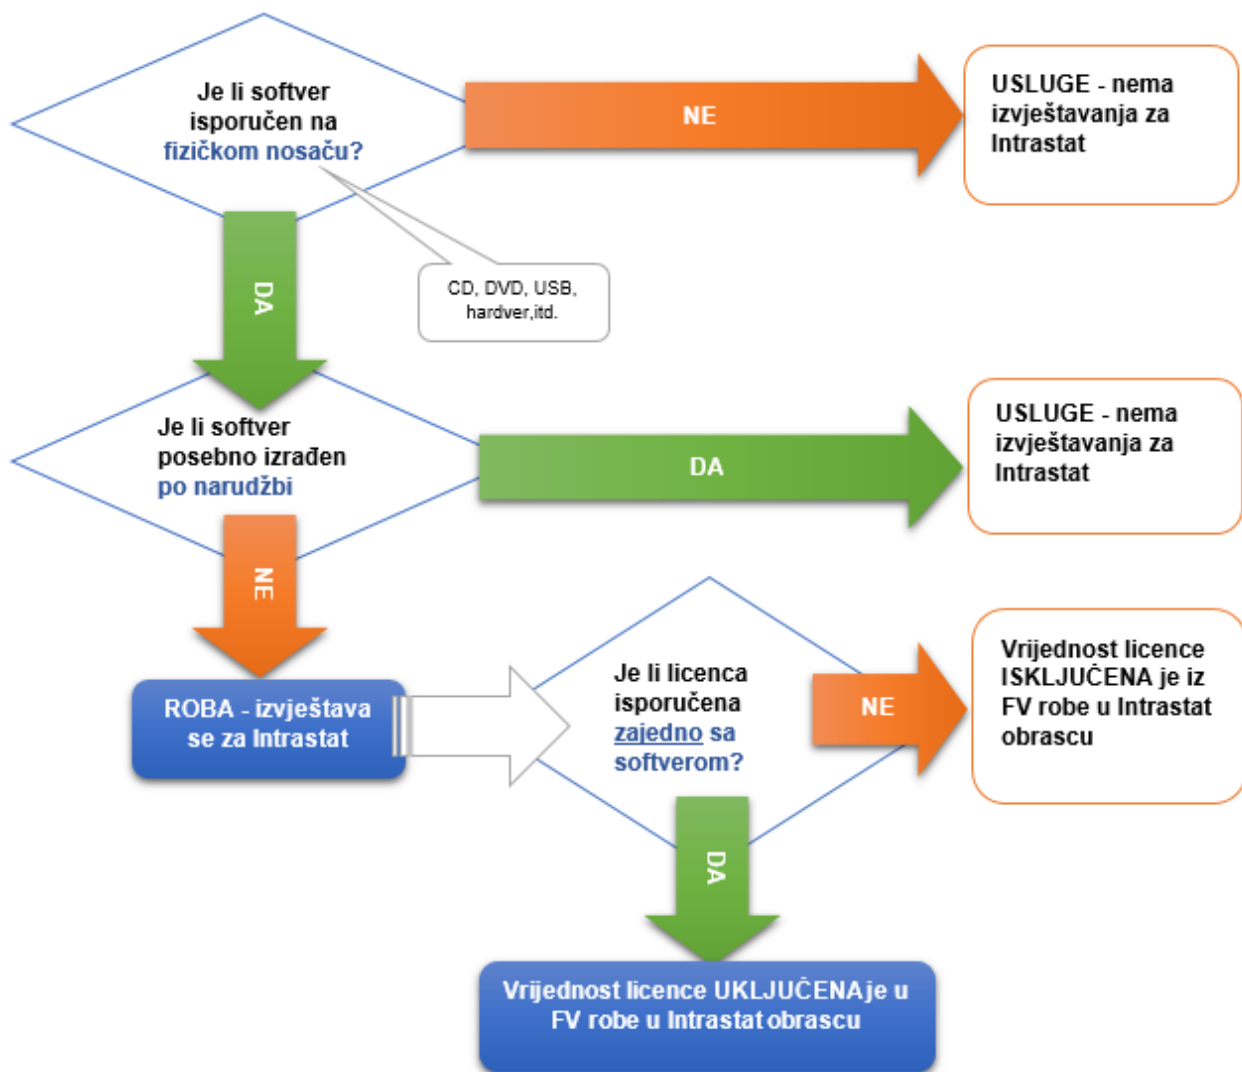 Je li softver
isporučen na
fizičkom nosaču?
NE
USLUGE - nema
izvještavanja za
Intrastat
CD, DVD, USB,
hardver,itd.
DA
Je li softver
posebno izrađen
po narudžbi
DA
USLUGE - nema
izvještavanja za
Intrastat
NE
ROBA - izvještava
se za Intrastat
Je li licenca
isporučena
zajedno sa
softverom?
NE
Vrijednost licence
ISKLJUČENA je iz
FV robe u Intrastat
obrascu
DA
Vrijednost licence UKLJUČENA je u
FV robe u Intrastat obrascu